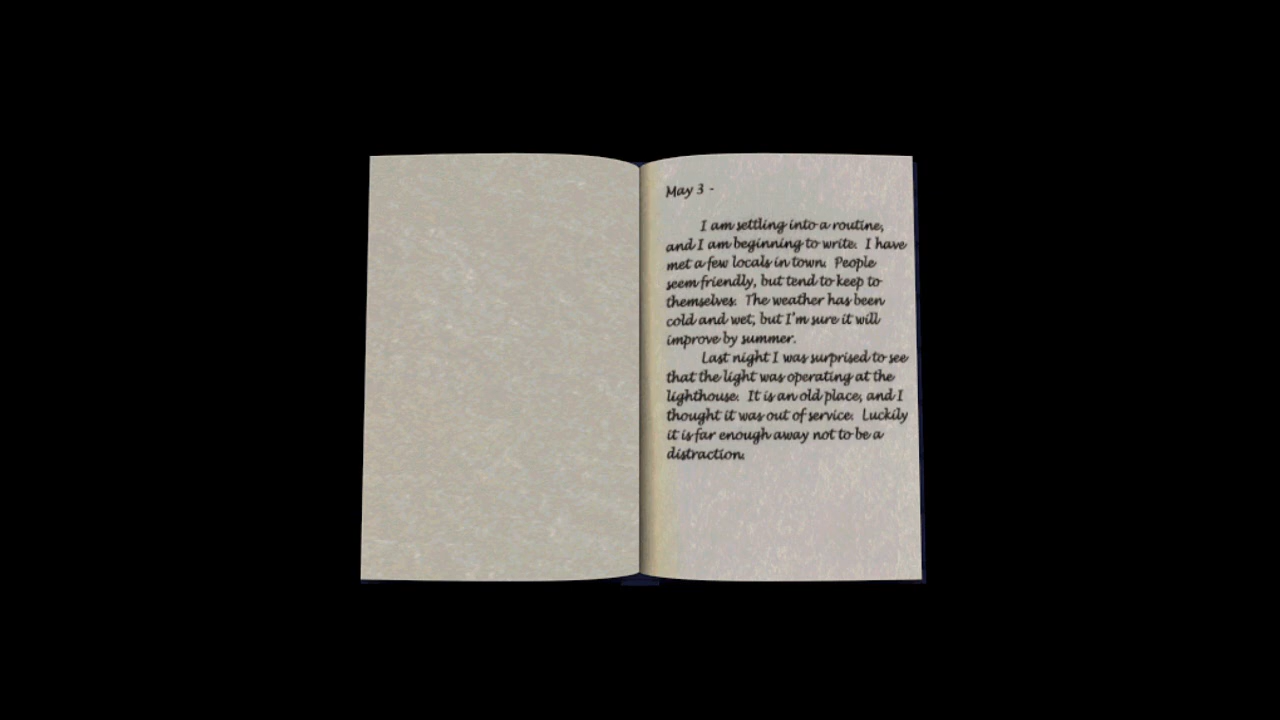 May 3 -
I am settling into a routine,
and I am beginning to write. I have
met a few locals in town. People
seem friendly, but tend to keep to
themselves. The weather has been
cold and wet, but I'm sure it will
improve by summer.
Last night I was surprised to see
that the light was operating at the
lighthouse. It is an old place, and I
thought it was out of service. Luckily
it is far enough away not to be a
distraction.